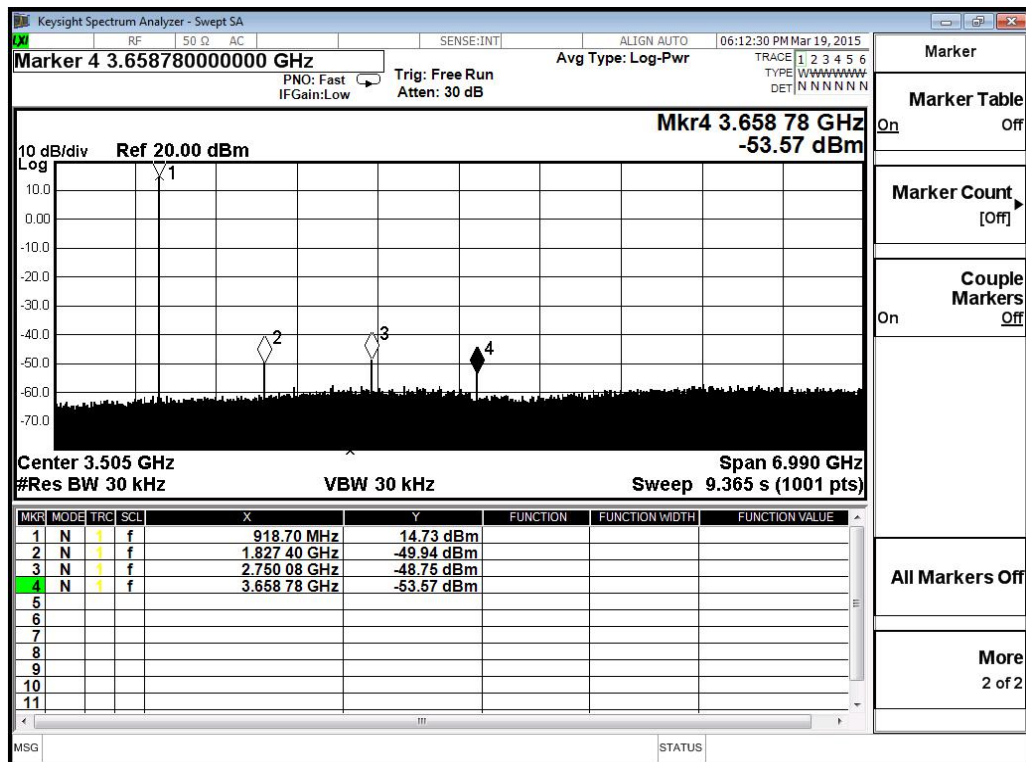 Keysight Spectrum Analyzer - Swept SA
LXI RF 50 Ω AC SENSE:INT ALIGN AUTO 06:12:30 PM Mar 19, 2015
Marker 4 3.658780000000 GHz
PNO: Fast
IFGain:Low
Trig: Free Run
Atten: 30 dB
Avg Type: Log-Pwr
TRACE 1 2 3 4 5 6
TYPE WWWWWW
DET N N N N N N
Mkr4 3.658 78 GHz
-53.57 dBm
10 dB/div Ref 20.00 dBm
Log
10.0
0.00
-10.0
-20.0
-30.0
-40.0
-50.0
-60.0
-70.0
1
2
3
4
Center 3.505 GHz Span 6.990 GHz
#Res BW 30 kHz VBW 30 kHz Sweep 9.365 s (1001 pts)
MKR MODE TRC SCL X Y FUNCTION FUNCTION WIDTH FUNCTION VALUE
1 N 1 f 918.70 MHz 14.73 dBm
2 N 1 f 1.827 40 GHz -49.94 dBm
3 N 1 f 2.750 08 GHz -48.75 dBm
4 N 1 f 3.658 78 GHz -53.57 dBm
5
6
7
8
9
10
11
MSG STATUS
Marker
Marker Table
On Off
Marker Count
[Off]
Couple
Markers
On Off
All Markers Off
More
2 of 2